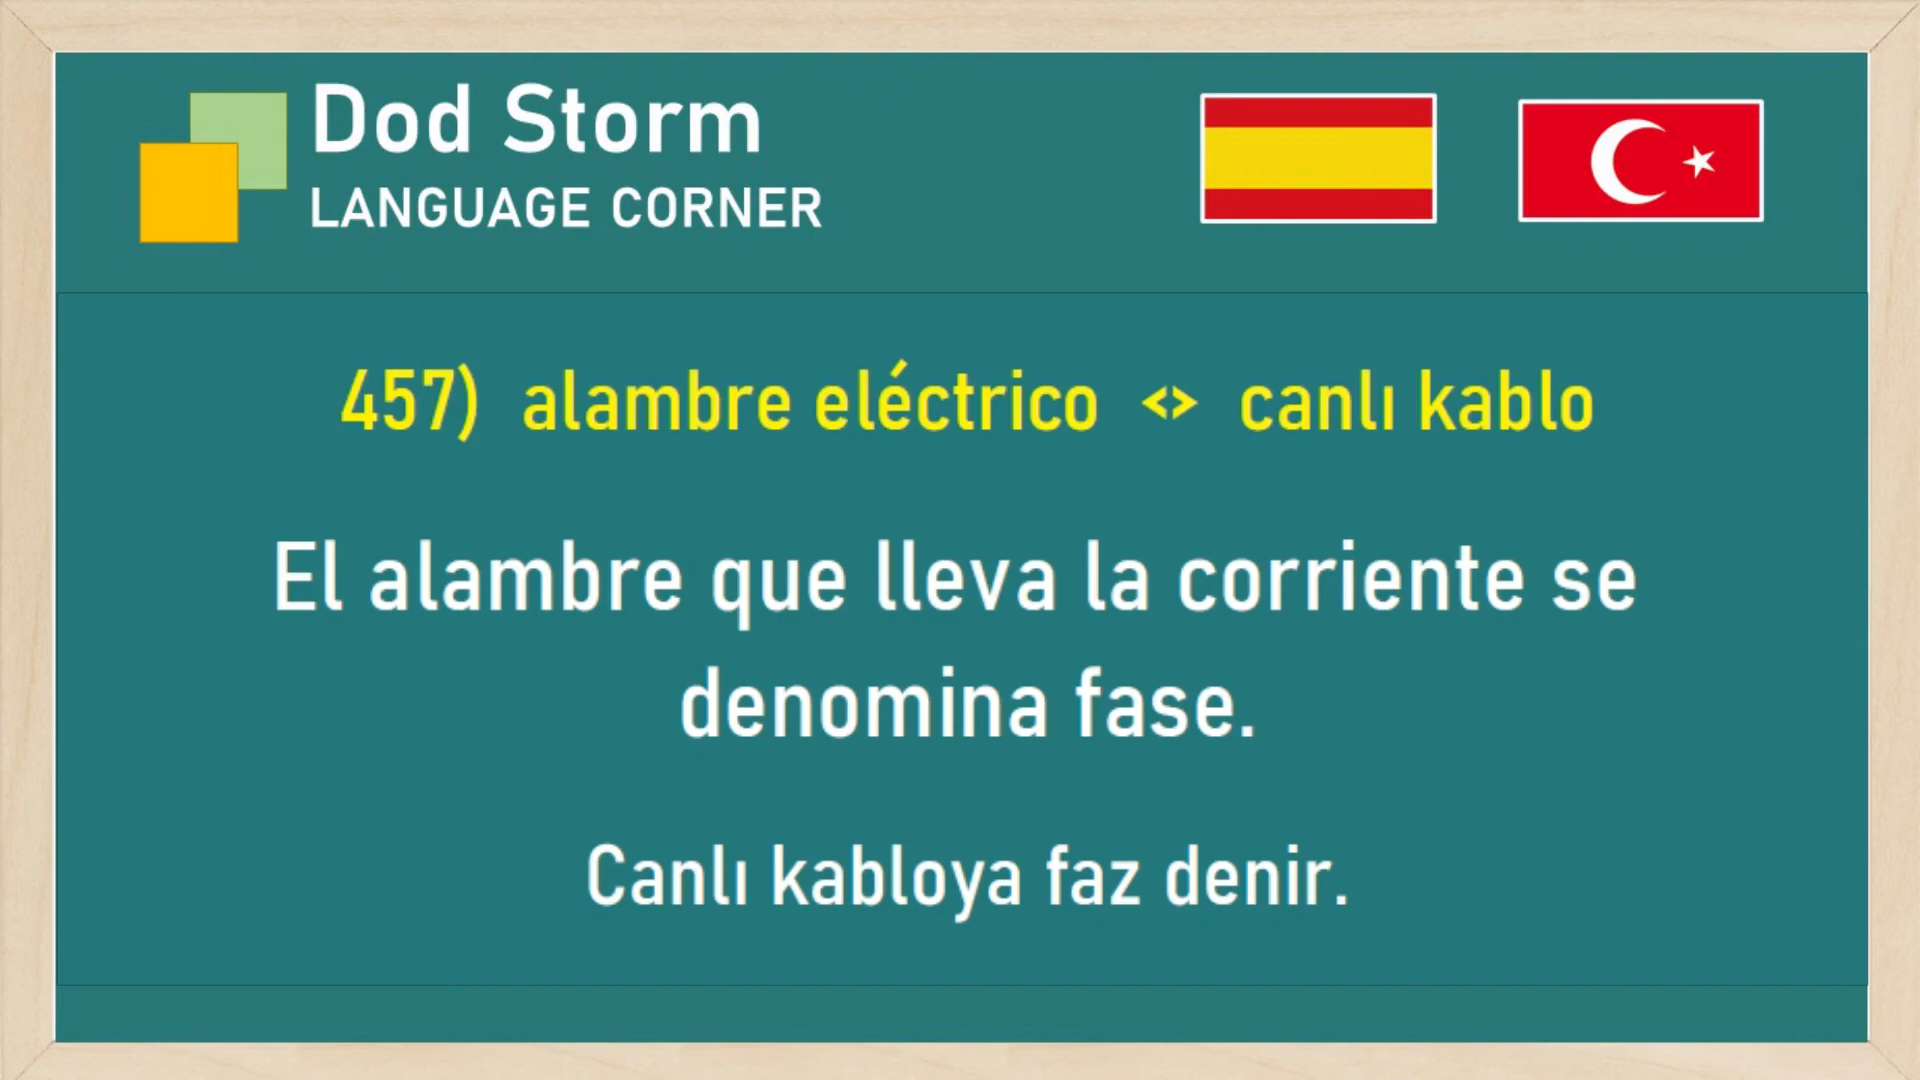 Dod Storm
LANGUAGE CORNER
457) alambre eléctrico <> canlı kablo
El alambre que lleva la corriente se
denomina fase.
Canlı kabloya faz denir.